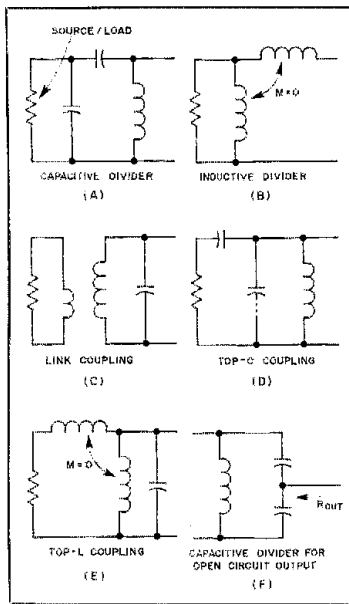 SOURCE/LOAD
M=0
CAPACITIVE DIVIDER
(A)
INDUCTIVE DIVIDER
(B)
LINK COUPLING
(C)
TOP-C COUPLING
(D)
M=0
TOP-L COUPLING
(E)
ROUT
CAPACITIVE DIVIDER FOR
OPEN CIRCUIT OUTPUT
(F)